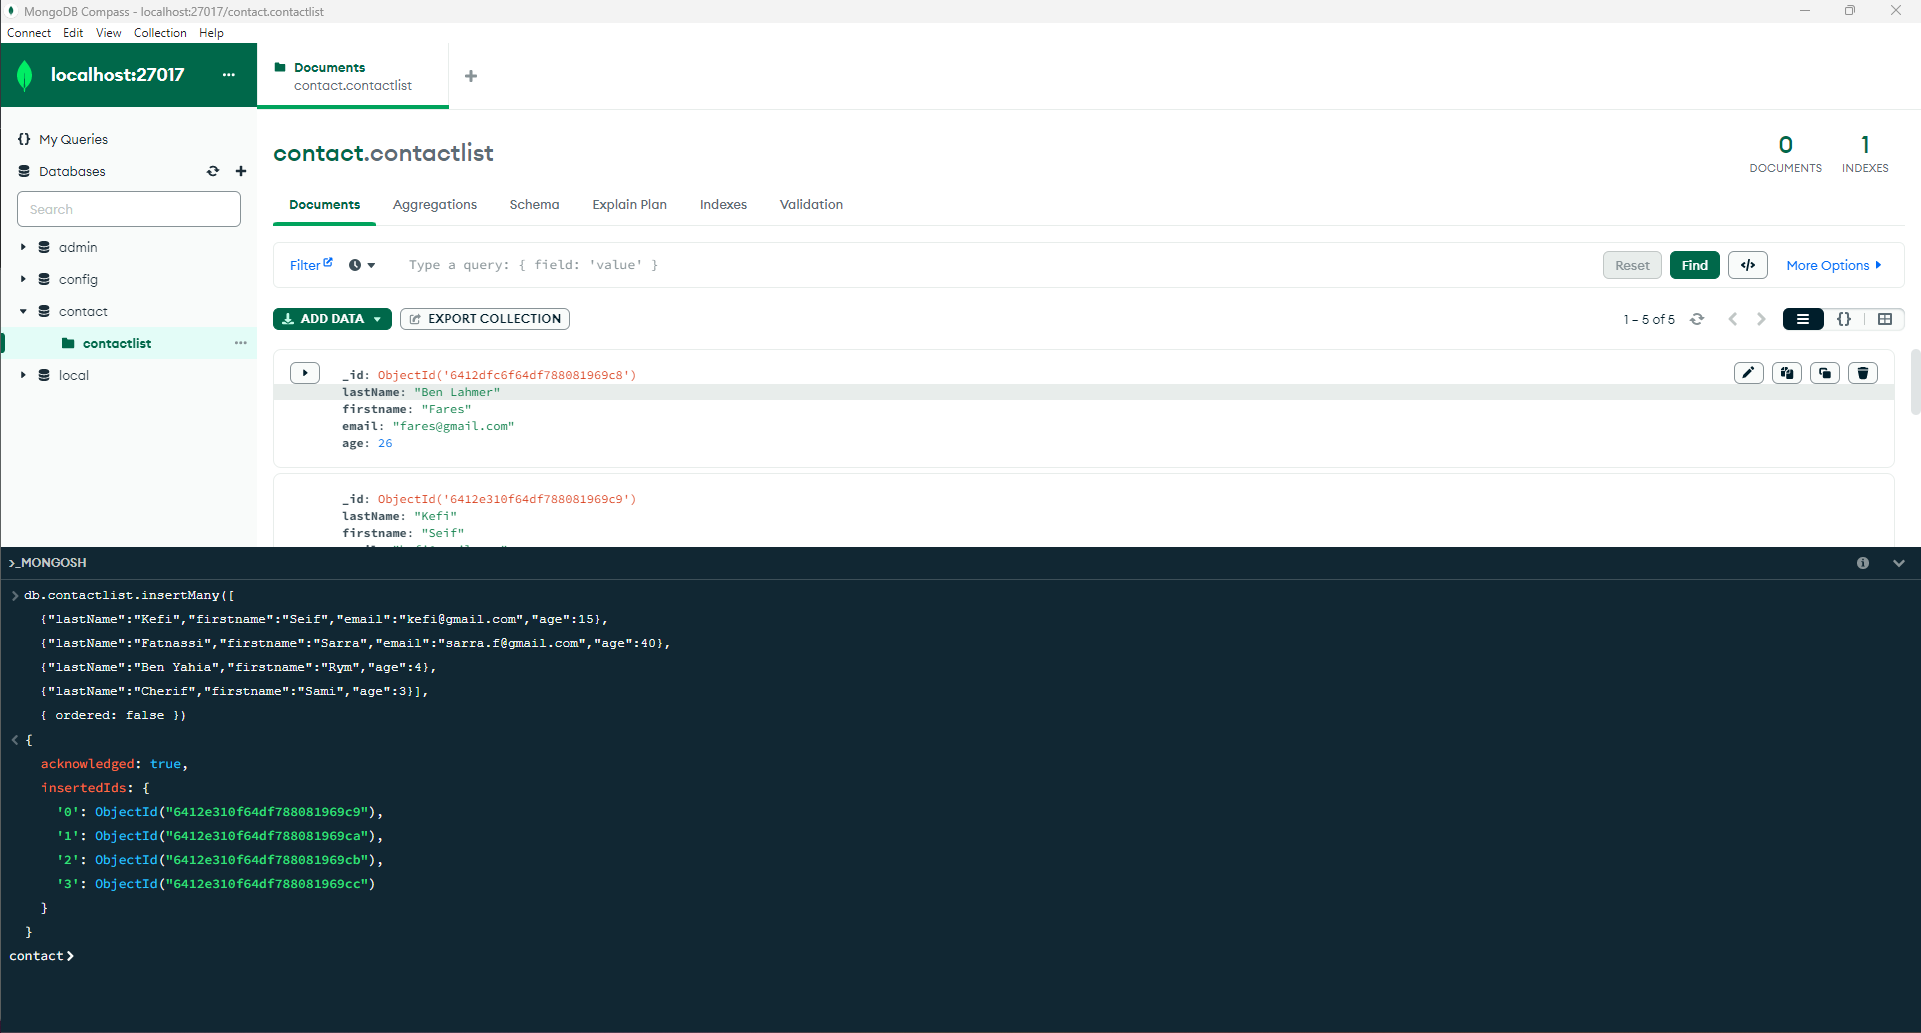 MongoDB Compass - localhost:27017/contact.contactlist
Connect Edit View Collection Help
localhost:27017 ...
Documents
contact.contactlist
+
{} My Queries
Databases
Search
admin
config
contact
contactlist ...
local
contact.contactlist
0
DOCUMENTS
1
INDEXES
Documents Aggregations Schema Explain Plan Indexes Validation
Filter
Type a query: { field: 'value' }
Reset Find </> More Options
ADD DATA EXPORT COLLECTION
1 – 5 of 5
{}
_id: ObjectId('6412dfc6f64df788081969c8')
lastName: "Ben Lahmer"
firstname: "Fares"
email: "fares@gmail.com"
age: 26
_id: ObjectId('6412e310f64df788081969c9')
lastName: "Kefi"
firstname: "Seif"
>_MONGOSH
> db.contactlist.insertMany([
{"lastName":"Kefi","firstname":"Seif","email":"kefi@gmail.com","age":15},
{"lastName":"Fatnassi","firstname":"Sarra","email":"sarra.f@gmail.com","age":40},
{"lastName":"Ben Yahia","firstname":"Rym","age":4},
{"lastName":"Cherif","firstname":"Sami","age":3}],
{ ordered: false })
< {
acknowledged: true,
insertedIds: {
'0': ObjectId("6412e310f64df788081969c9"),
'1': ObjectId("6412e310f64df788081969ca"),
'2': ObjectId("6412e310f64df788081969cb"),
'3': ObjectId("6412e310f64df788081969cc")
}
}
contact>